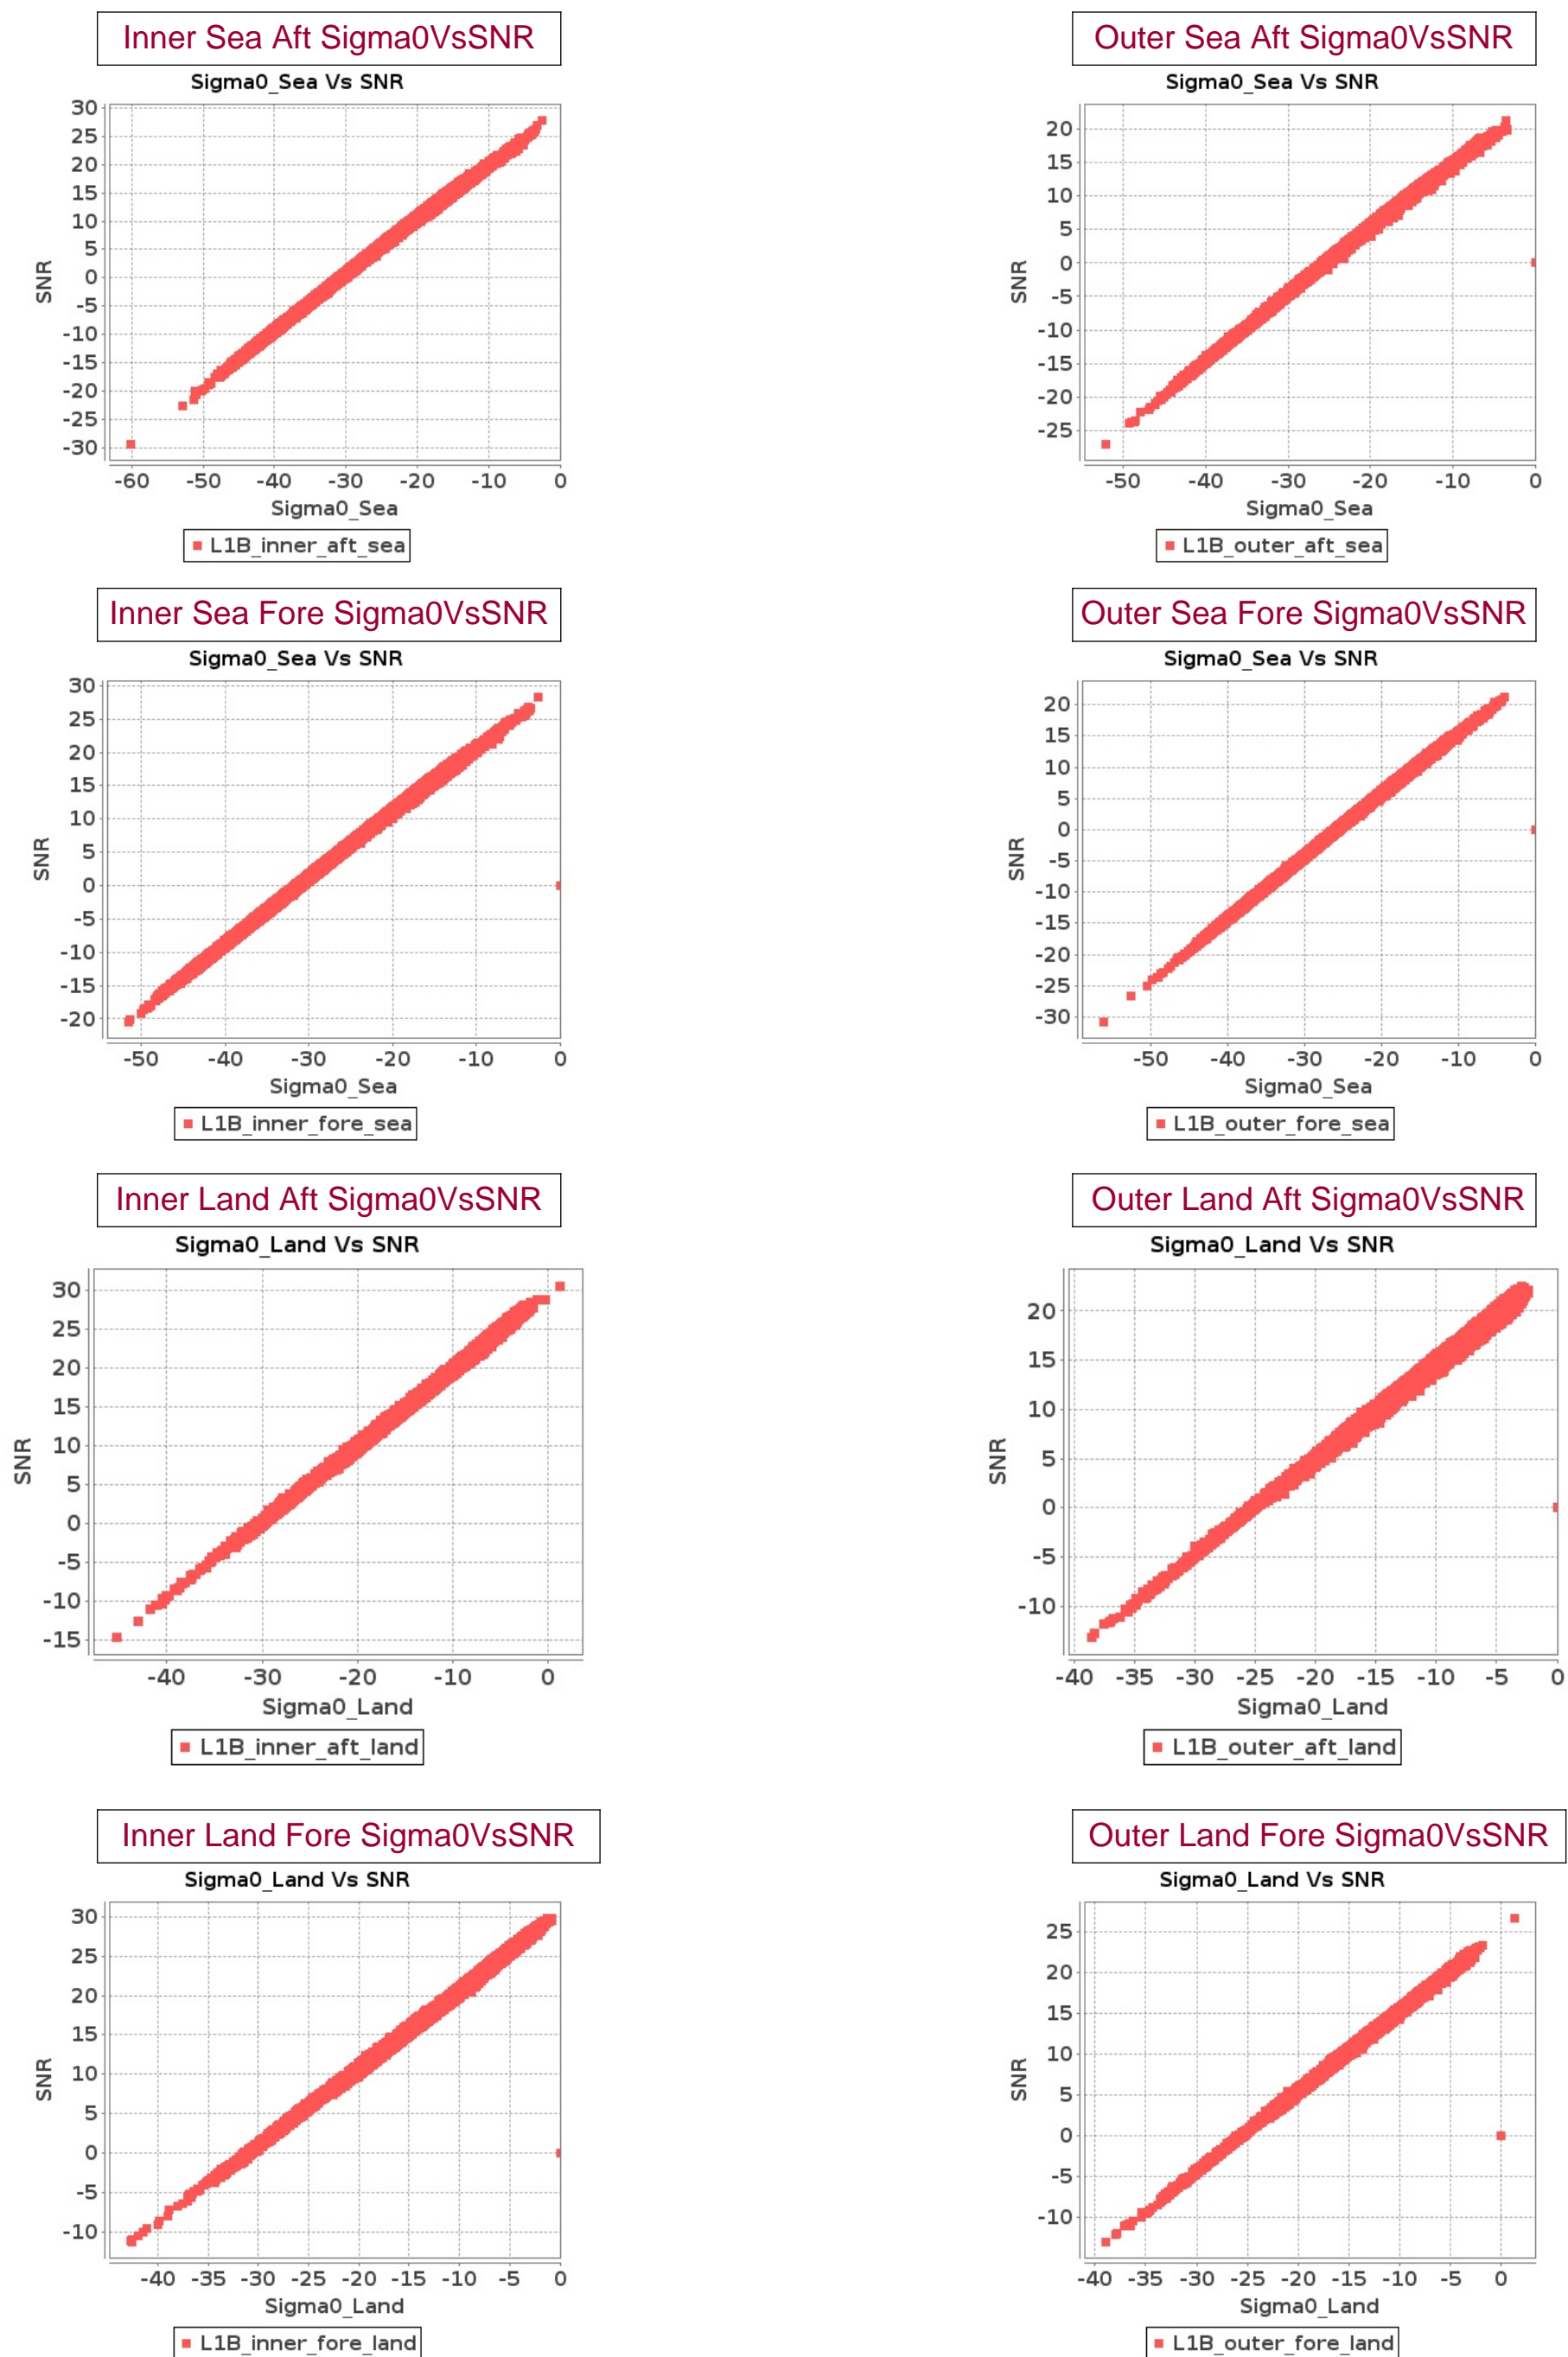 Inner Sea Aft Sigma0VsSNR
Sigma0_Sea Vs SNR
30
25
20
15
10
5
0
-5
-10
-15
-20
-25
-30
SNR
-60 -50 -40 -30 -20 -10 0
Sigma0_Sea
L1B_inner_aft_sea
Outer Sea Aft Sigma0VsSNR
Sigma0_Sea Vs SNR
20
15
10
5
0
-5
-10
-15
-20
-25
SNR
-50 -40 -30 -20 -10 0
Sigma0_Sea
L1B_outer_aft_sea
Inner Sea Fore Sigma0VsSNR
Sigma0_Sea Vs SNR
30
25
20
15
10
5
0
-5
-10
-15
-20
SNR
-50 -40 -30 -20 -10 0
Sigma0_Sea
L1B_inner_fore_sea
Outer Sea Fore Sigma0VsSNR
Sigma0_Sea Vs SNR
20
15
10
5
0
-5
-10
-15
-20
-25
-30
SNR
-50 -40 -30 -20 -10 0
Sigma0_Sea
L1B_outer_fore_sea
Inner Land Aft Sigma0VsSNR
Sigma0_Land Vs SNR
30
25
20
15
10
5
0
-5
-10
-15
SNR
-40 -30 -20 -10 0
Sigma0_Land
L1B_inner_aft_land
Outer Land Aft Sigma0VsSNR
Sigma0_Land Vs SNR
20
15
10
5
0
-5
-10
SNR
-40 -35 -30 -25 -20 -15 -10 -5 0
Sigma0_Land
L1B_outer_aft_land
Inner Land Fore Sigma0VsSNR
Sigma0_Land Vs SNR
30
25
20
15
10
5
0
-5
-10
SNR
-40 -35 -30 -25 -20 -15 -10 -5 0
Sigma0_Land
L1B_inner_fore_land
Outer Land Fore Sigma0VsSNR
Sigma0_Land Vs SNR
25
20
15
10
5
0
-5
-10
SNR
-40 -35 -30 -25 -20 -15 -10 -5 0
Sigma0_Land
L1B_outer_fore_land